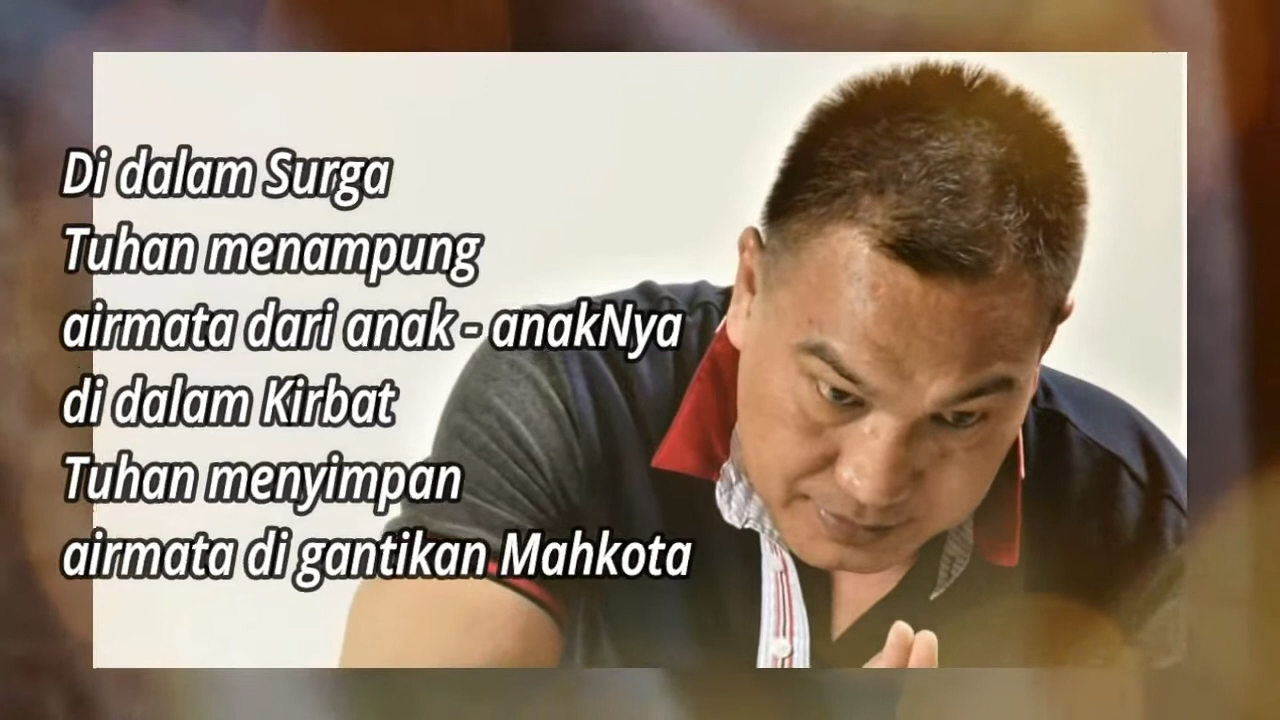 Di dalam Surga
Tuhan menampung
airmata dari anak - anakNya
di dalam Kirbat
Tuhan menyimpan
airmata di gantikan Mahkota